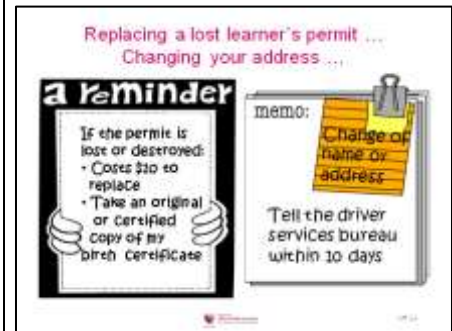 Replacing a lost learner's permit ...
Changing your address ...
a reminder
If the permit is
lost or destroyed:
• Costs $10 to
replace
• Take an original
or certified
copy of my
birth certificate
memo:
Change of
name or
address
Tell the driver
services bureau
within 10 days